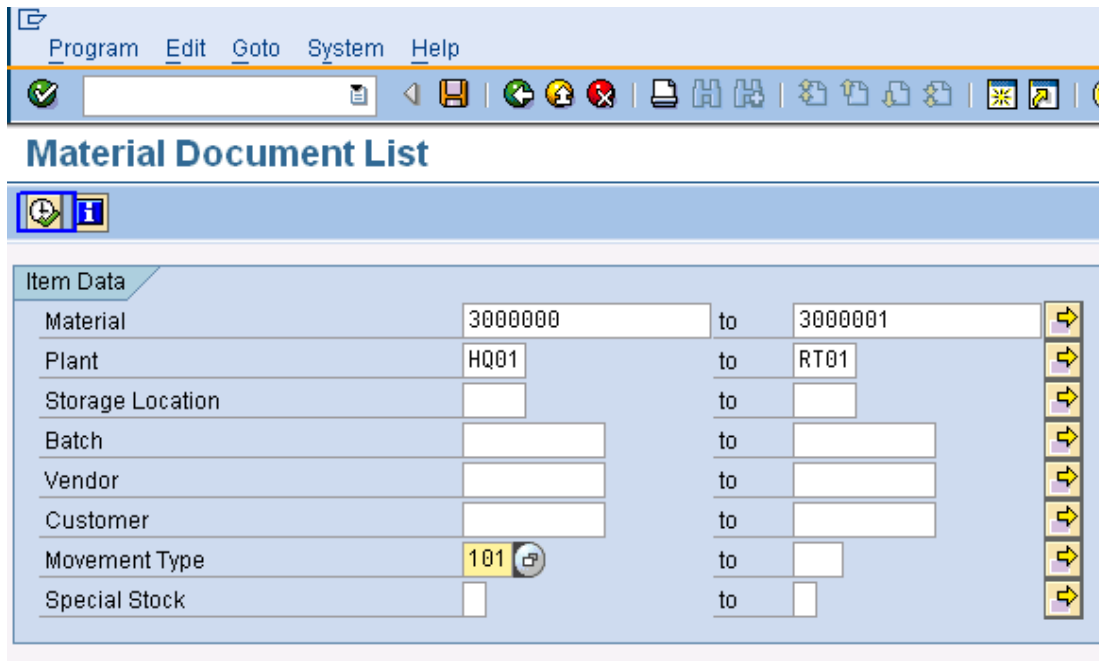 Program Edit Goto System Help
Material Document List
Item Data
Material 3000000 to 3000001
Plant HQ01 to RT01
Storage Location to
Batch to
Vendor to
Customer to
Movement Type 101 to
Special Stock to